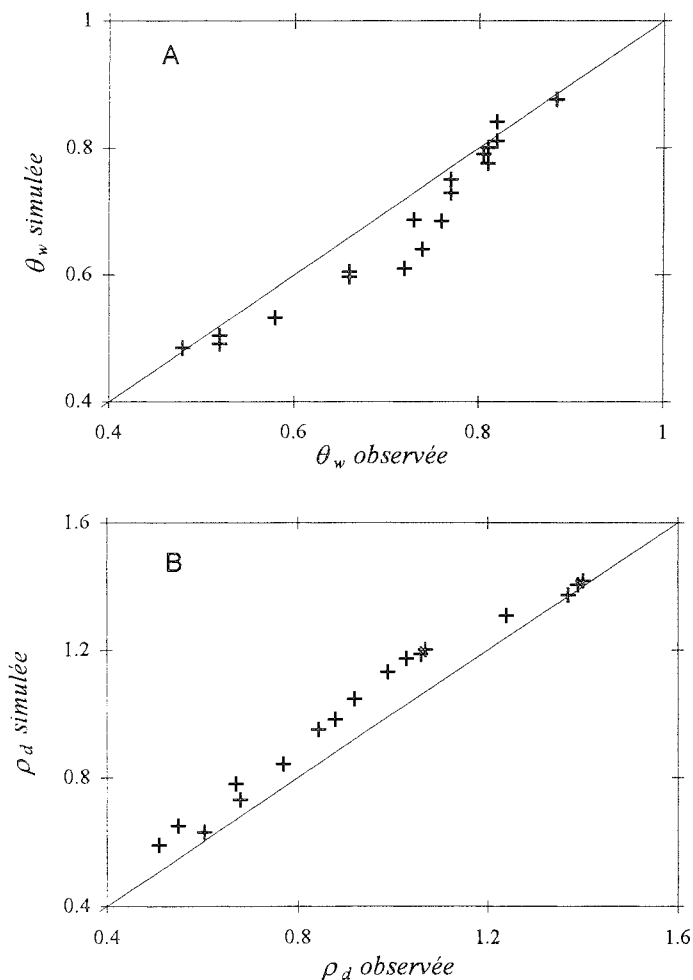 1
A
0.8
θw simulée
0.6
0.4
0.4 0.6 0.8 1
θw observée
1.6
B
1.2
ρd simulée
0.8
0.4
0.4 0.8 1.2 1.6
ρd observée